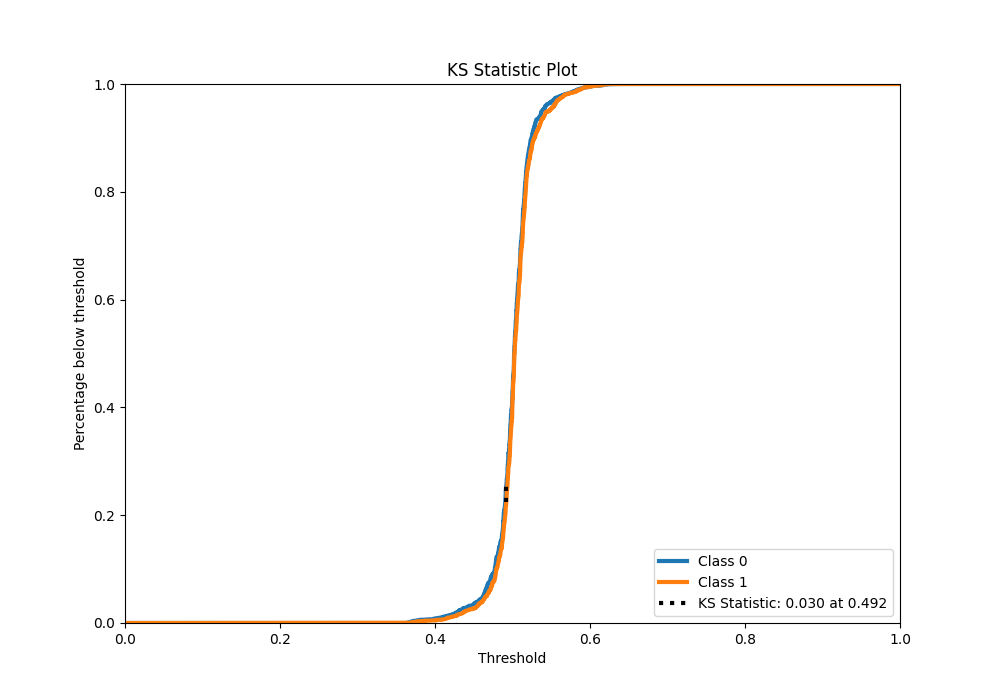 KS Statistic Plot
1.0
0.8
0.6
0.4
0.2
0.0
Percentage below threshold
0.0 0.2 0.4 0.6 0.8 1.0
Threshold
Class 0
Class 1
KS Statistic: 0.030 at 0.492